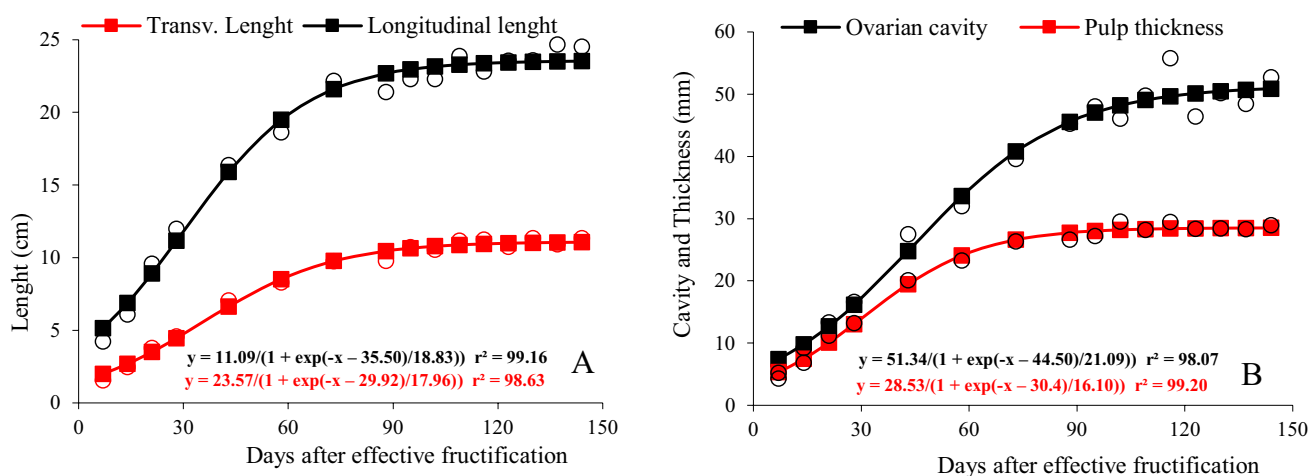 Transv. Lenght Longitudinal lenght
25
20
15
10
5
0
Lenght (cm)
y = 11.09/(1 + exp(-x – 35.50)/18.83)) r² = 99.16
y = 23.57/(1 + exp(-x – 29.92)/17.96)) r² = 98.63
A
0 30 60 90 120 150
Days after effective fructification
Ovarian cavity Pulp thickness
60
50
40
30
20
10
0
Cavity and Thickness (mm)
y = 51.34/(1 + exp(-x – 44.50)/21.09)) r² = 98.07
y = 28.53/(1 + exp(-x – 30.4)/16.10)) r² = 99.20
B
0 30 60 90 120 150
Days after effective fructification